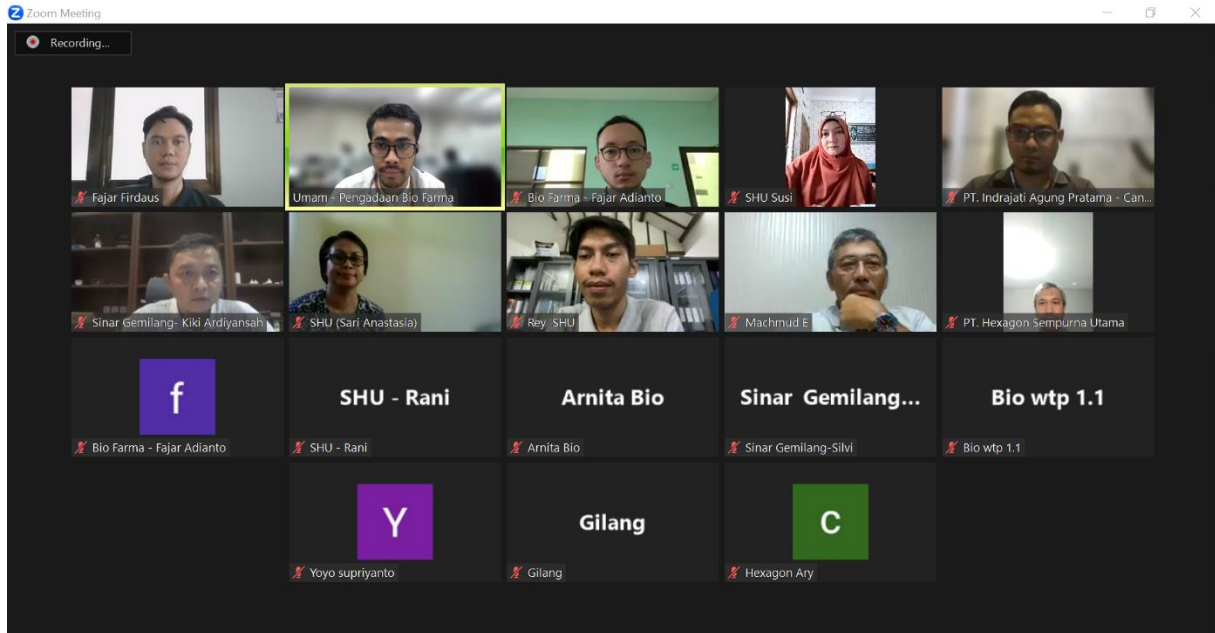 Zoom Meeting
Recording...
Fajar Firdaus
Umam - Pengadaan Bio Farma
Bio Farma - Fajar Adianto
SHU Susi
PT. Indrajati Agung Pratama - Can...
Sinar Gemilang- Kiki Ardiyansah
SHU (Sari Anastasia)
Rey SHU
Machmud E
PT. Hexagon Sempurna Utama
f
Bio Farma - Fajar Adianto
SHU - Rani
SHU - Rani
Arnita Bio
Arnita Bio
Sinar Gemilang...
Sinar Gemilang-Silvi
Bio wtp 1.1
Bio wtp 1.1
Y
Yoyo supriyanto
Gilang
Gilang
C
Hexagon Ary